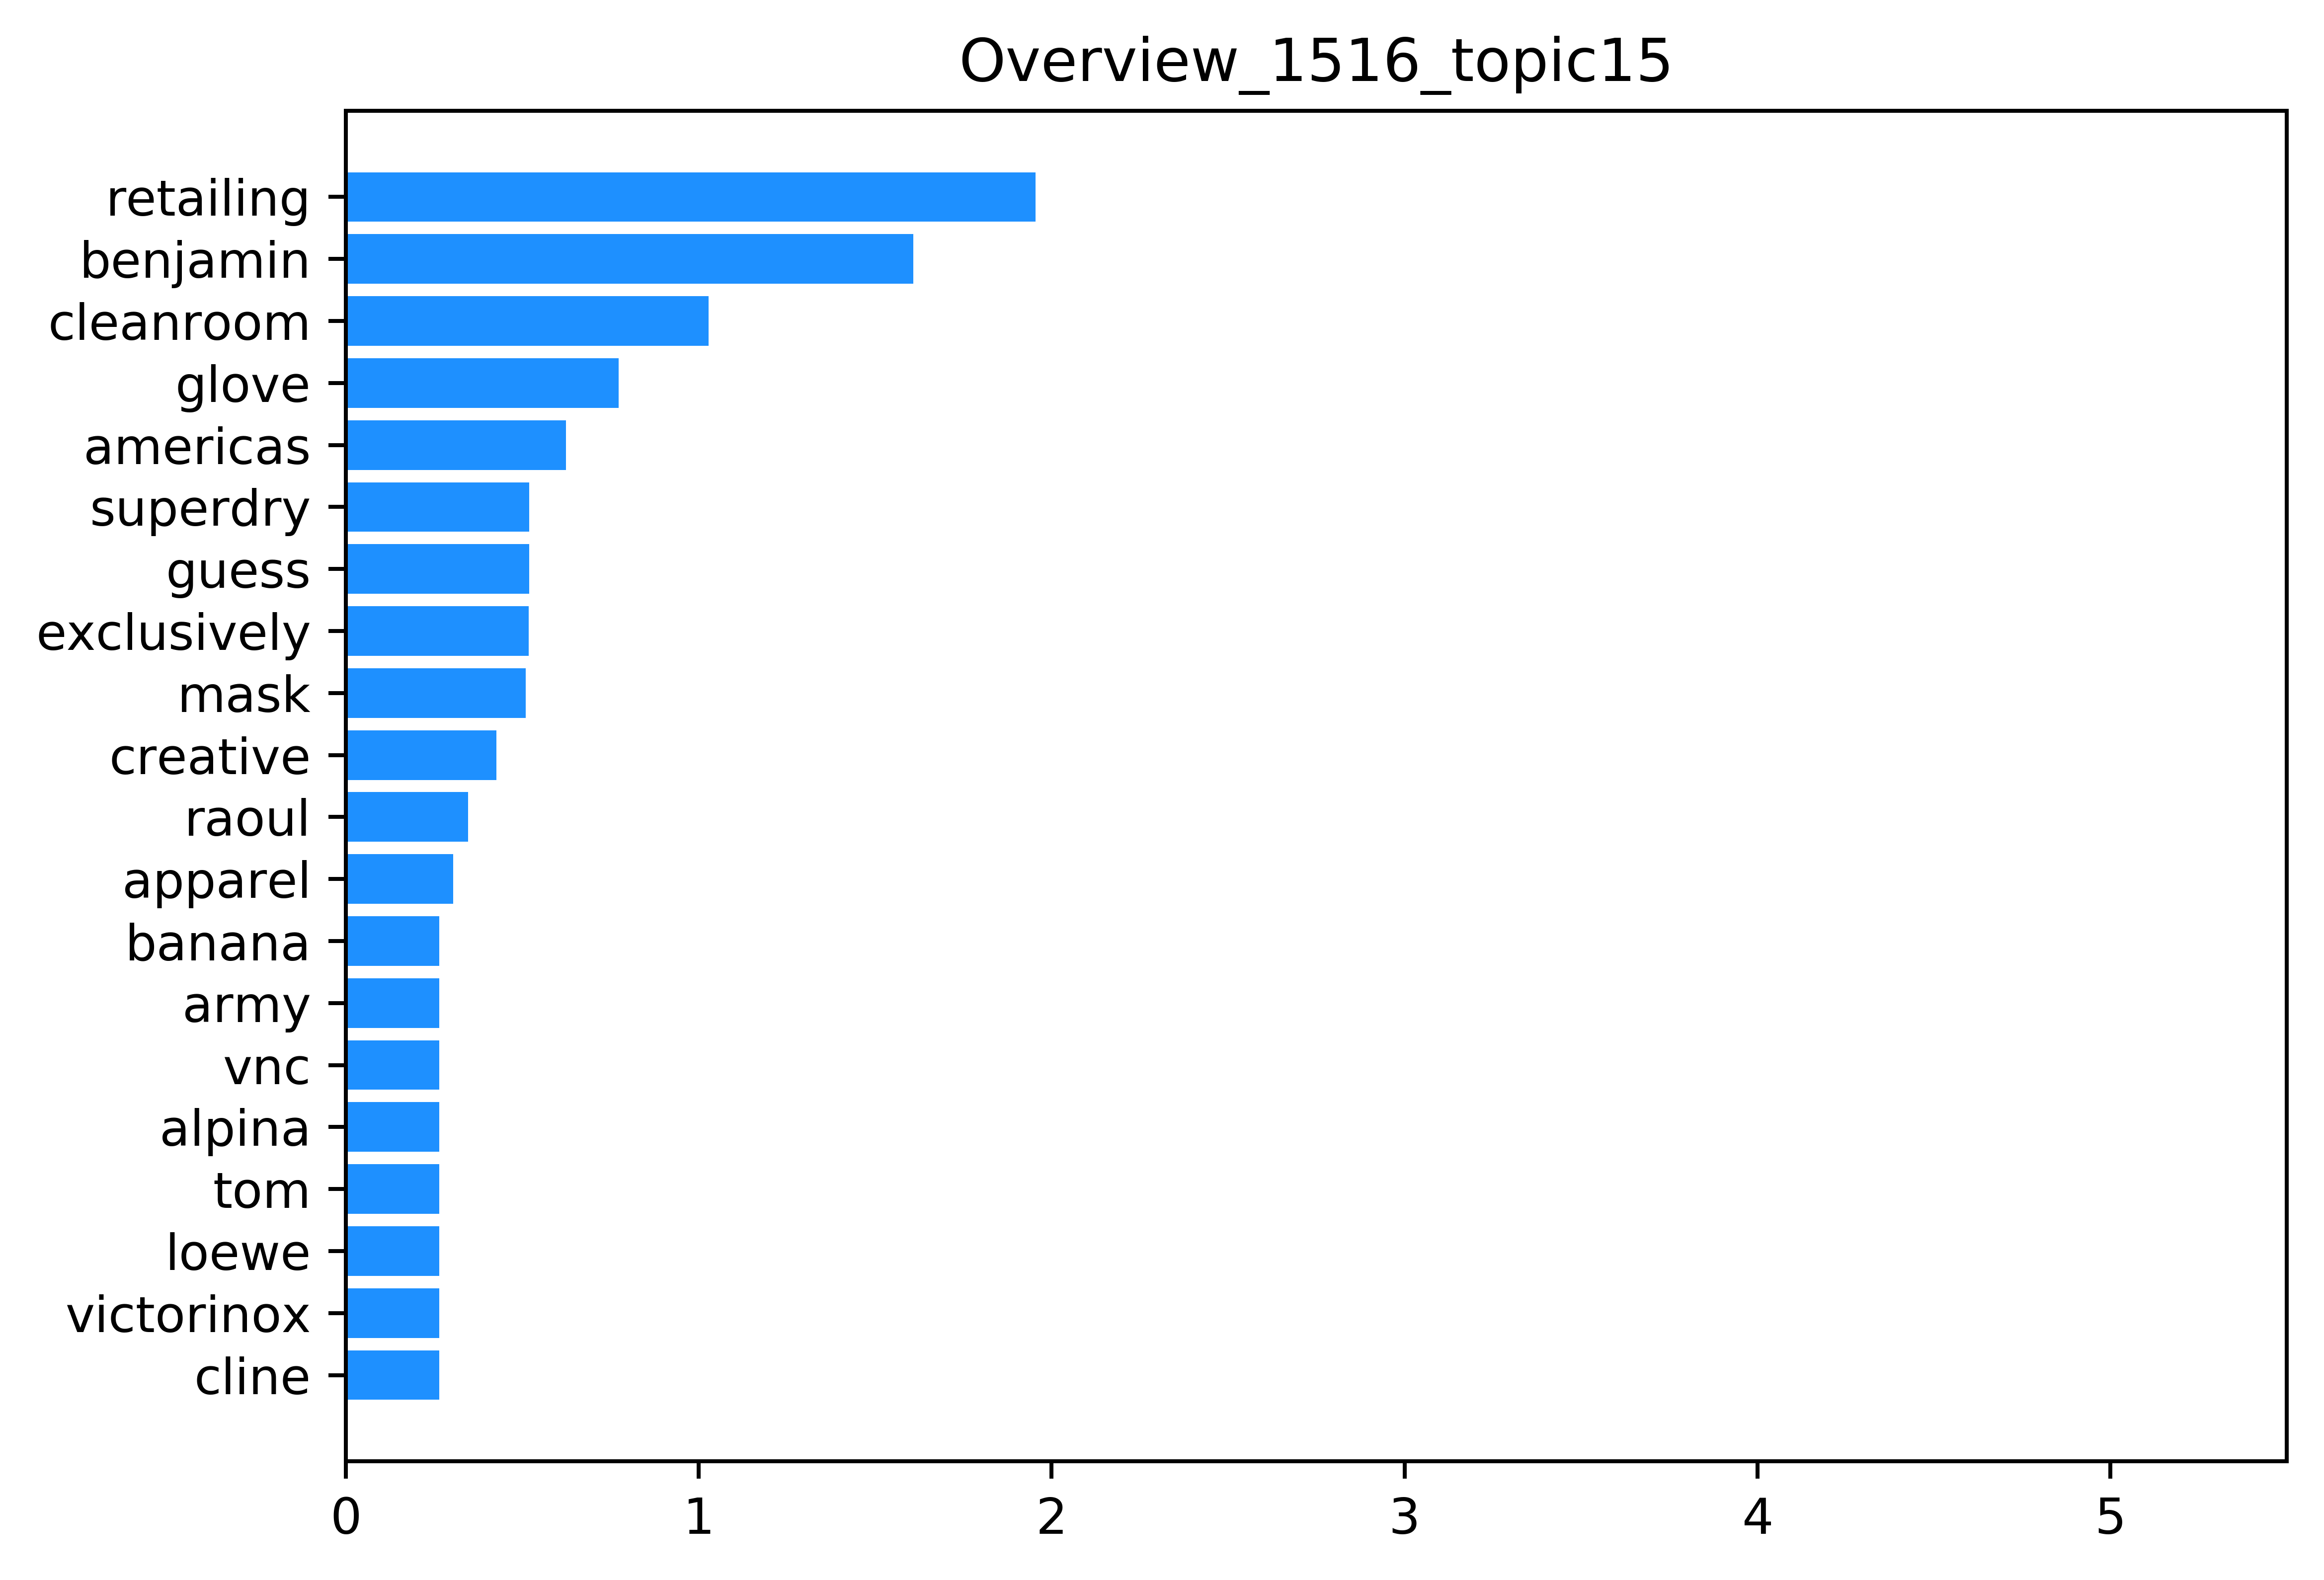 Overview_1516_topic15
retailing
benjamin
cleanroom
glove
americas
superdry
guess
exclusively
mask
creative
raoul
apparel
banana
army
vnc
alpina
tom
loewe
victorinox
cline
0 1 2 3 4 5